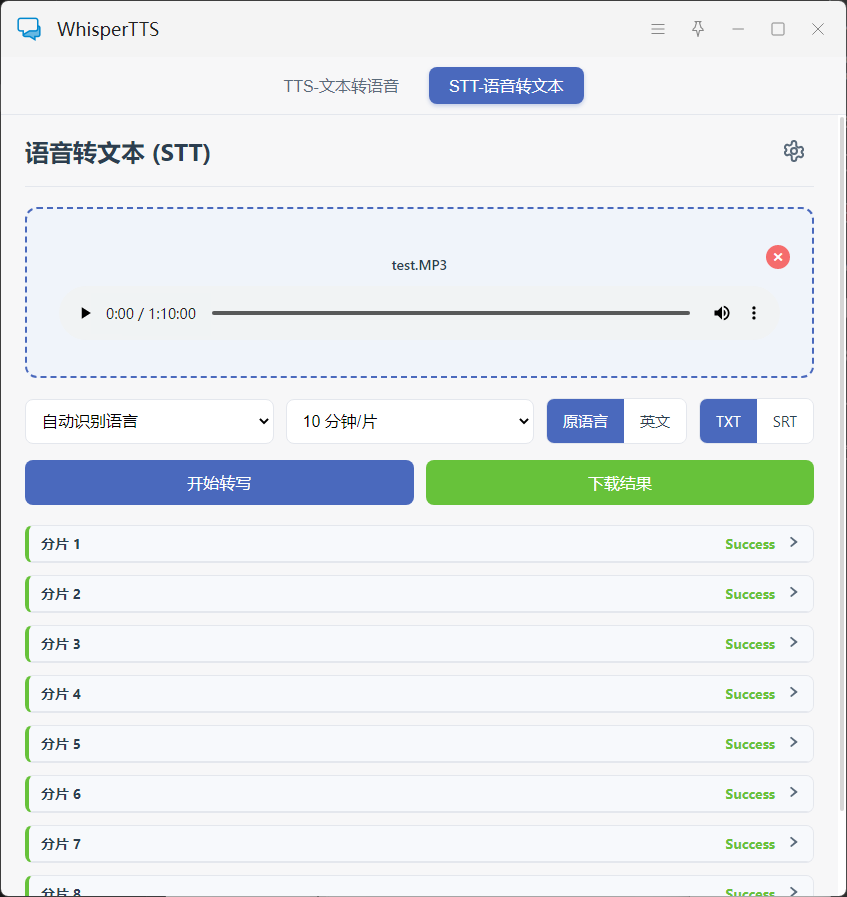 WhisperTTS
TTS-文本转语音 STT-语音转文本
语音转文本 (STT)
test.MP3
0:00 / 1:10:00
自动识别语言 10 分钟/片 原语言 英文 TXT SRT
开始转写 下载结果
分片 1 Success
分片 2 Success
分片 3 Success
分片 4 Success
分片 5 Success
分片 6 Success
分片 7 Success
分片 8 Success